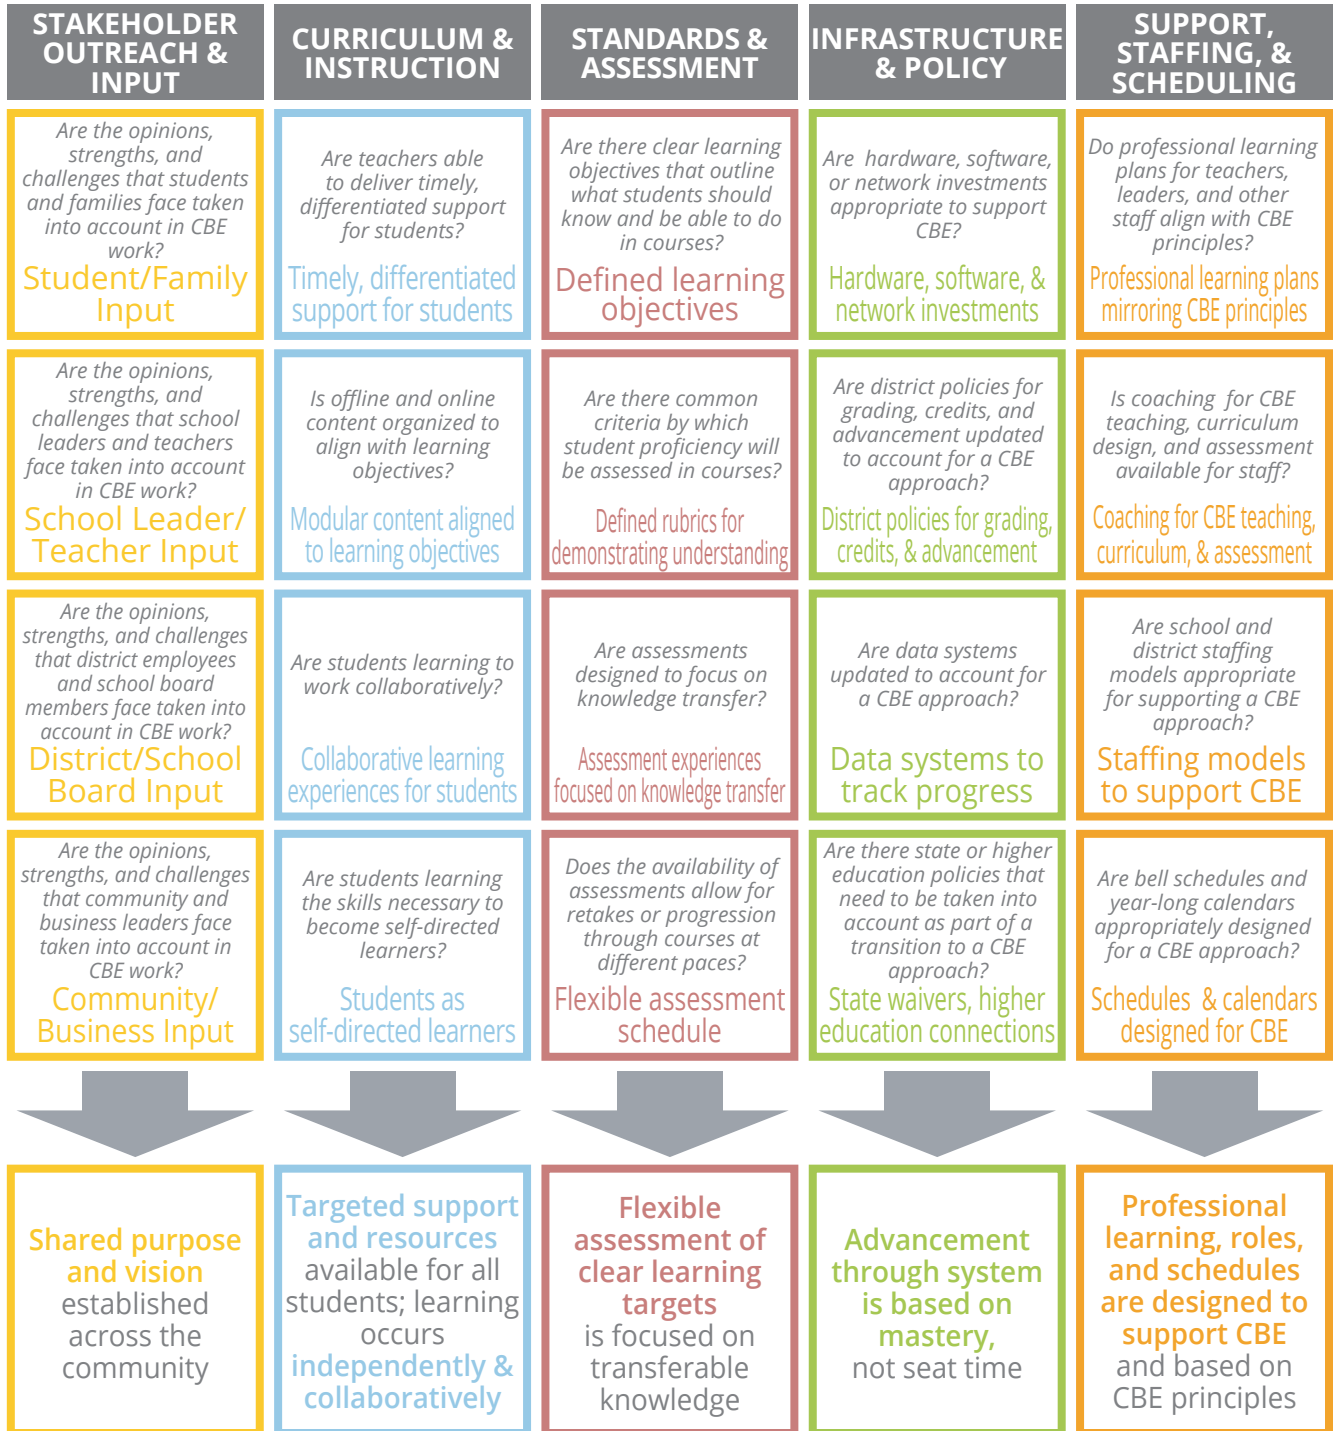 STAKEHOLDER
OUTREACH &
INPUT
CURRICULUM &
INSTRUCTION
STANDARDS &
ASSESSMENT
INFRASTRUCTURE
& POLICY
SUPPORT,
STAFFING, &
SCHEDULING
Are the opinions,
strengths, and
challenges that students
and families face taken
into account in CBE
work?
Student/Family
Input
Are teachers able
to deliver timely,
differentiated support
for students?
Timely, differentiated
support for students
Are there clear learning
objectives that outline
what students should
know and be able to do
in courses?
Defined learning
objectives
Are hardware, software,
or network investments
appropriate to support
CBE?
Hardware, software, &
network investments
Do professional learning
plans for teachers,
leaders, and other
staff align with CBE
principles?
Professional learning plans
mirroring CBE principles
Are the opinions,
strengths, and
challenges that school
leaders and teachers
face taken into account
in CBE work?
School Leader/
Teacher Input
Is offline and online
content organized to
align with learning
objectives?
Modular content aligned
to learning objectives
Are there common
criteria by which
student proficiency will
be assessed in courses?
Defined rubrics for
demonstrating understanding
Are district policies for
grading, credits, and
advancement updated
to account for a CBE
approach?
District policies for grading,
credits, & advancement
Is coaching for CBE
teaching, curriculum
design, and assessment
available for staff?
Coaching for CBE teaching,
curriculum, & assessment
Are the opinions,
strengths, and challenges
that district employees
and school board
members face taken into
account in CBE work?
District/School
Board Input
Are students learning to
work collaboratively?
Collaborative learning
experiences for students
Are assessments
designed to focus on
knowledge transfer?
Assessment experiences
focused on knowledge transfer
Are data systems
updated to account for
a CBE approach?
Data systems to
track progress
Are school and
district staffing
models appropriate
for supporting a CBE
approach?
Staffing models
to support CBE
Are the opinions,
strengths, and challenges
that community and
business leaders face
taken into account in
CBE work?
Community/
Business Input
Are students learning
the skills necessary to
become self-directed
learners?
Students as
self-directed learners
Does the availability of
assessments allow for
retakes or progression
through courses at
different paces?
Flexible assessment
schedule
Are there state or higher
education policies that
need to be taken into
account as part of a
transition to a CBE
approach?
State waivers, higher
education connections
Are bell schedules and
year-long calendars
appropriately designed
for a CBE approach?
Schedules & calendars
designed for CBE
Shared purpose
and vision
established
across the
community
Targeted support
and resources
available for all
students; learning
occurs
independently &
collaboratively
Flexible
assessment of
clear learning
targets
is focused on
transferable
knowledge
Advancement
through system
is based on
mastery,
not seat time
Professional
learning, roles,
and schedules
are designed to
support CBE
and based on
CBE principles